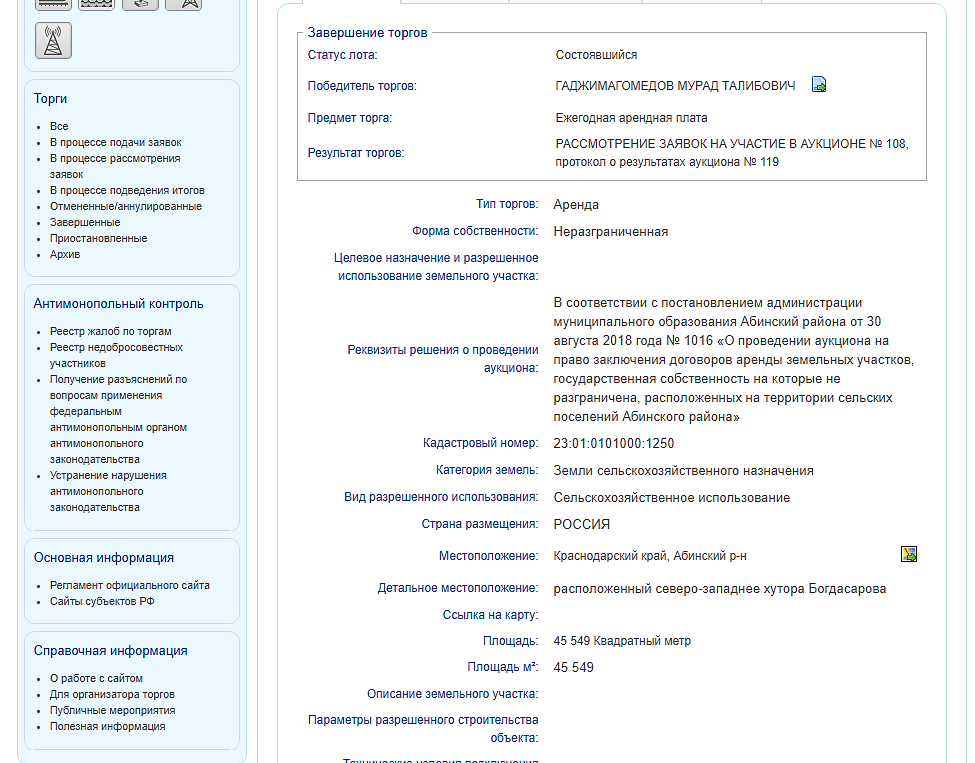 Торги
Все
В процессе подачи заявок
В процессе рассмотрения
заявок
В процессе подведения итогов
Отмененные/аннулированные
Завершенные
Приостановленные
Архив
Антимонопольный контроль
Реестр жалоб по торгам
Реестр недобросовестных
участников
Получение разъяснений по
вопросам применения
федеральным
антимонопольным органом
антимонопольного
законодательства
Устранение нарушения
антимонопольного
законодательства
Основная информация
Регламент официального сайта
Сайты субъектов РФ
Справочная информация
О работе с сайтом
Для организатора торгов
Публичные мероприятия
Полезная информация
Завершение торгов
Статус лота: Состоявшийся
Победитель торгов: ГАДЖИМАГОМЕДОВ МУРАД ТАЛИБОВИЧ
Предмет торга: Ежегодная арендная плата
Результат торгов: РАССМОТРЕНИЕ ЗАЯВОК НА УЧАСТИЕ В АУКЦИОНЕ № 108,
протокол о результатах аукциона № 119
Тип торгов: Аренда
Форма собственности: Неразграниченная
Целевое назначение и разрешенное
использование земельного участка:
Реквизиты решения о проведении
аукциона:
В соответствии с постановлением администрации
муниципального образования Абинский района от 30
августа 2018 года № 1016 «О проведении аукциона на
право заключения договоров аренды земельных участков,
государственная собственность на которые не
разграничена, расположенных на территории сельских
поселений Абинского района»
Кадастровый номер: 23:01:0101000:1250
Категория земель: Земли сельскохозяйственного назначения
Вид разрешенного использования: Сельскохозяйственное использование
Страна размещения: РОССИЯ
Местоположение: Краснодарский край, Абинский р-н
Детальное местоположение: расположенный северо-западнее хутора Богдасарова
Ссылка на карту:
Площадь: 45 549 Квадратный метр
Площадь м²: 45 549
Описание земельного участка:
Параметры разрешенного строительства
объекта:
Технические условия подключения